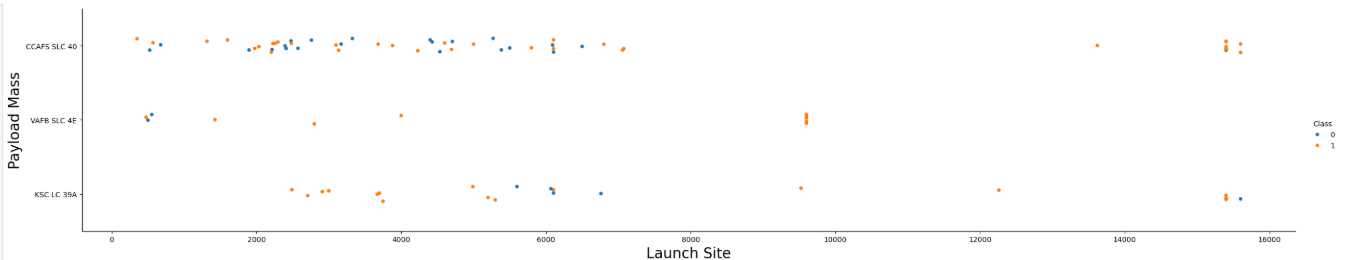 Payload Mass
CCAFS SLC 40
VAFB SLC 4E
KSC LC 39A
0 2000 4000 6000 8000 10000 12000 14000 16000
Launch Site
Class
0
1